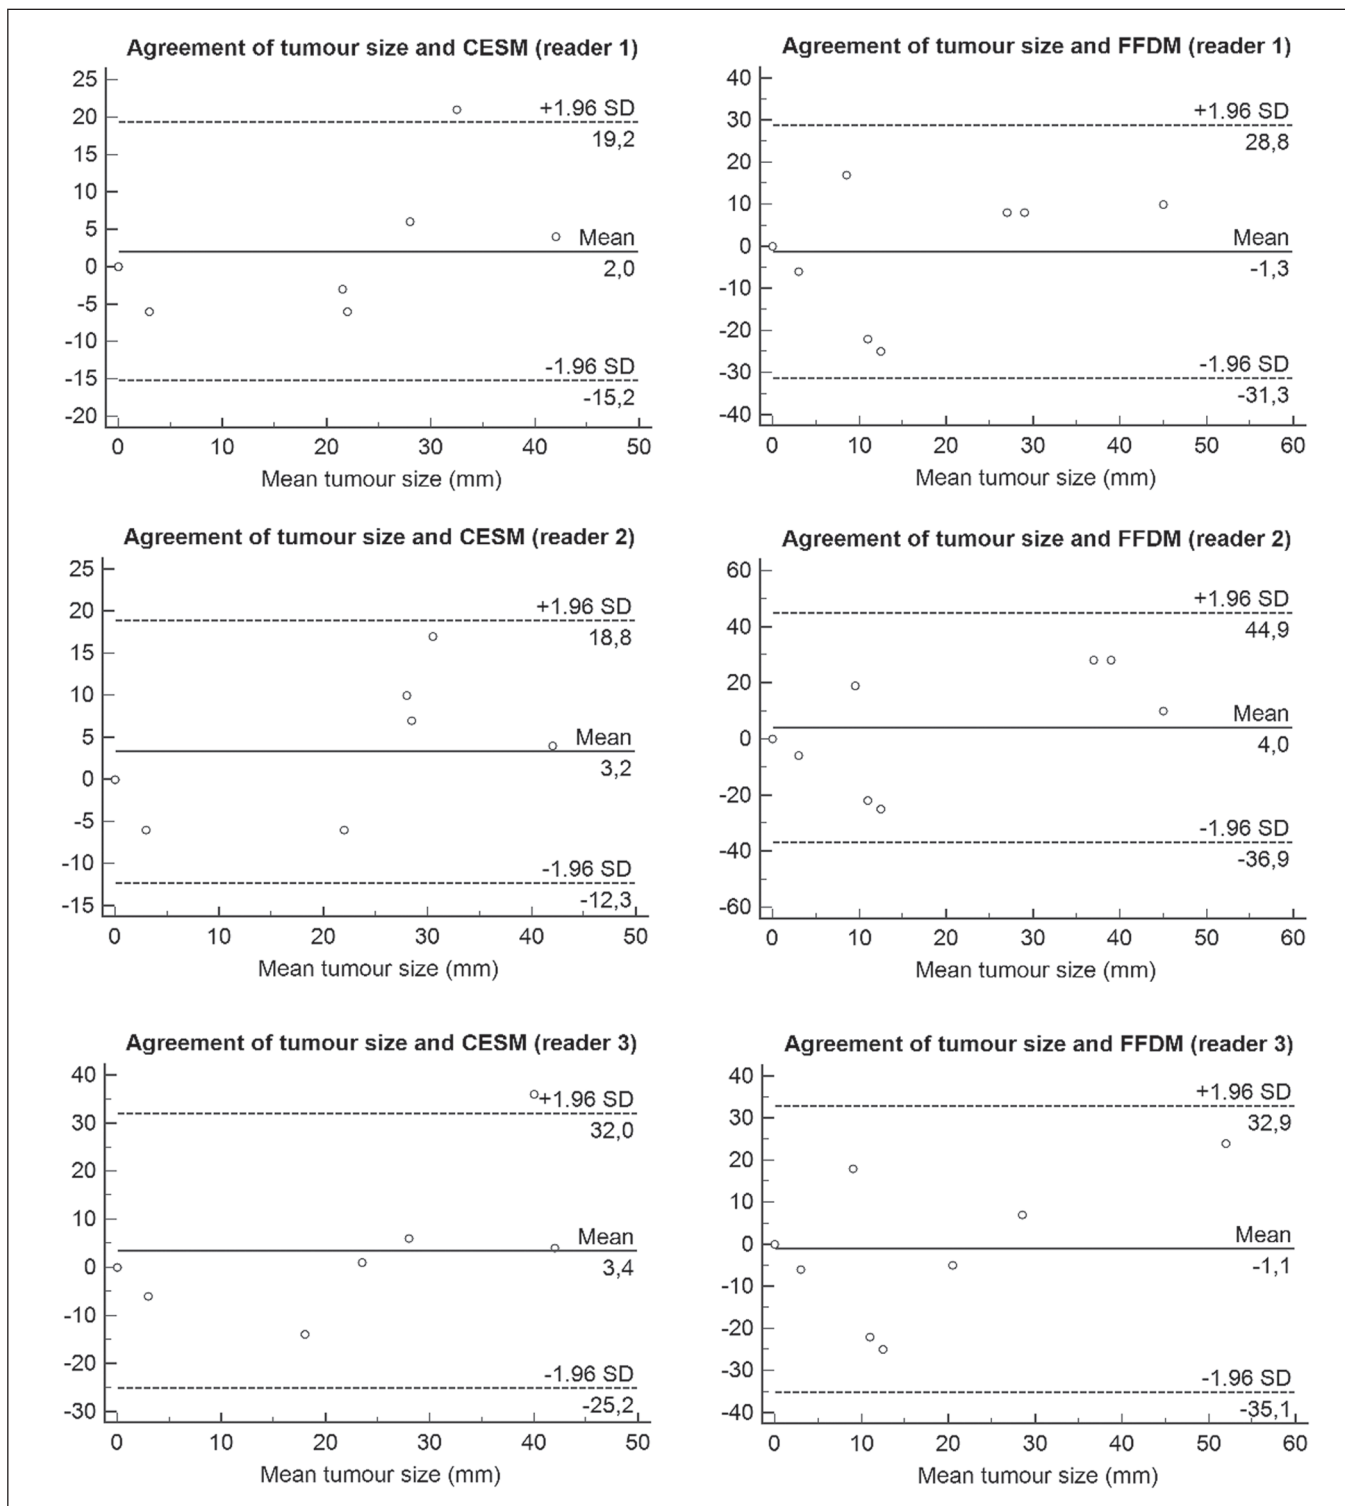 Agreement of tumour size and CESM (reader 1)
25
20
15
10
5
0
-5
-10
-15
-20
+1.96 SD
19,2
Mean
2,0
-1.96 SD
-15,2
0 10 20 30 40 50
Mean tumour size (mm)
Agreement of tumour size and FFDM (reader 1)
40
30
20
10
0
-10
-20
-30
-40
+1.96 SD
28,8
Mean
-1,3
-1.96 SD
-31,3
0 10 20 30 40 50 60
Mean tumour size (mm)
Agreement of tumour size and CESM (reader 2)
25
20
15
10
5
0
-5
-10
-15
+1.96 SD
18,8
Mean
3,2
-1.96 SD
-12,3
0 10 20 30 40 50
Mean tumour size (mm)
Agreement of tumour size and FFDM (reader 2)
60
40
20
0
-20
-40
-60
+1.96 SD
44,9
Mean
4,0
-1.96 SD
-36,9
0 10 20 30 40 50 60
Mean tumour size (mm)
Agreement of tumour size and CESM (reader 3)
40
30
20
10
0
-10
-20
-30
+1.96 SD
32,0
Mean
3,4
-1.96 SD
-25,2
0 10 20 30 40 50
Mean tumour size (mm)
Agreement of tumour size and FFDM (reader 3)
40
30
20
10
0
-10
-20
-30
-40
+1.96 SD
32,9
Mean
-1,1
-1.96 SD
-35,1
0 10 20 30 40 50 60
Mean tumour size (mm)